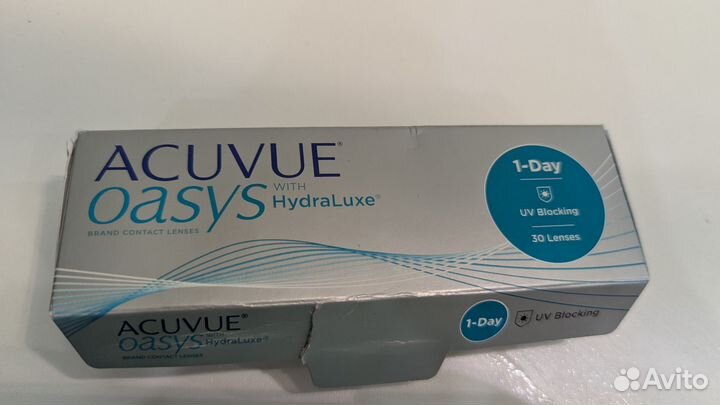 ACUVUE®
oasys WITH HydraLuxe®
BRAND CONTACT LENSES
1-Day
UV Blocking
30 Lenses
ACUVUE®
oasys WITH HydraLuxe®
BRAND CONTACT LENSES
1-Day UV Blocking
Avito